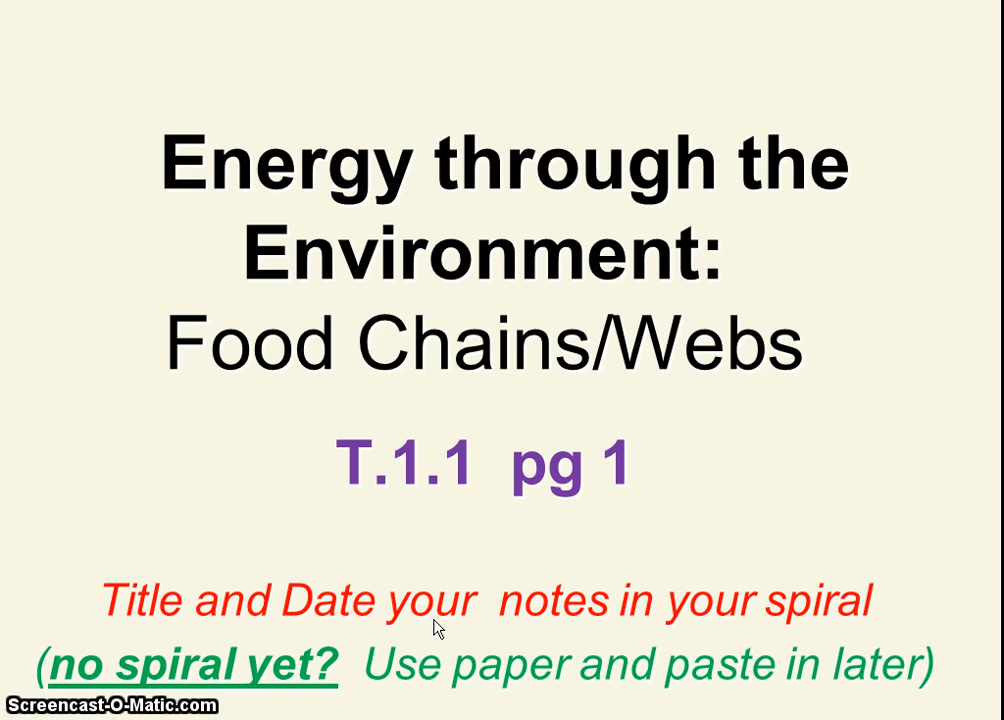 Energy through the
Environment:
Food Chains/Webs
T.1.1 pg 1
Title and Date your notes in your spiral
(no spiral yet? Use paper and paste in later)
Screencast-O-Matic.com